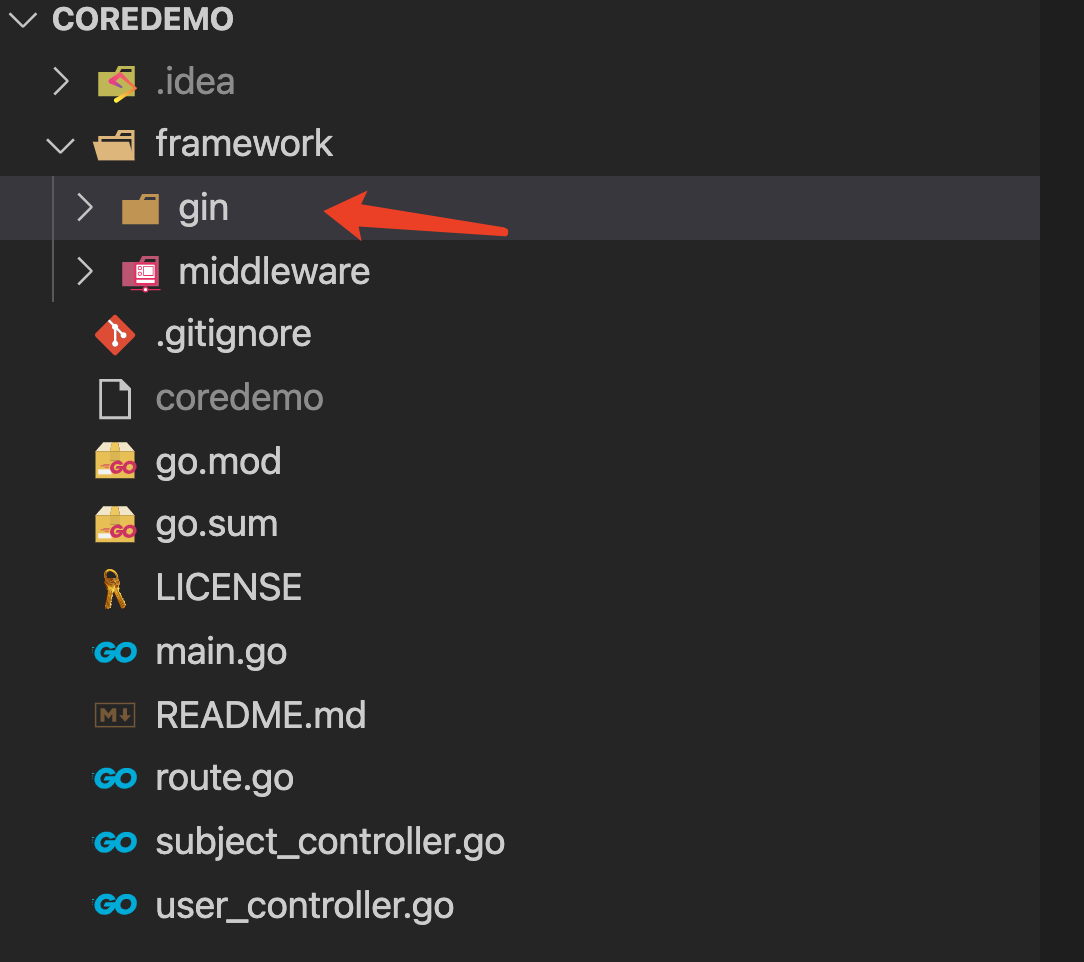 COREDEMO
.idea
framework
gin
middleware
.gitignore
coredemo
go.mod
go.sum
LICENSE
main.go
README.md
route.go
subject_controller.go
user_controller.go